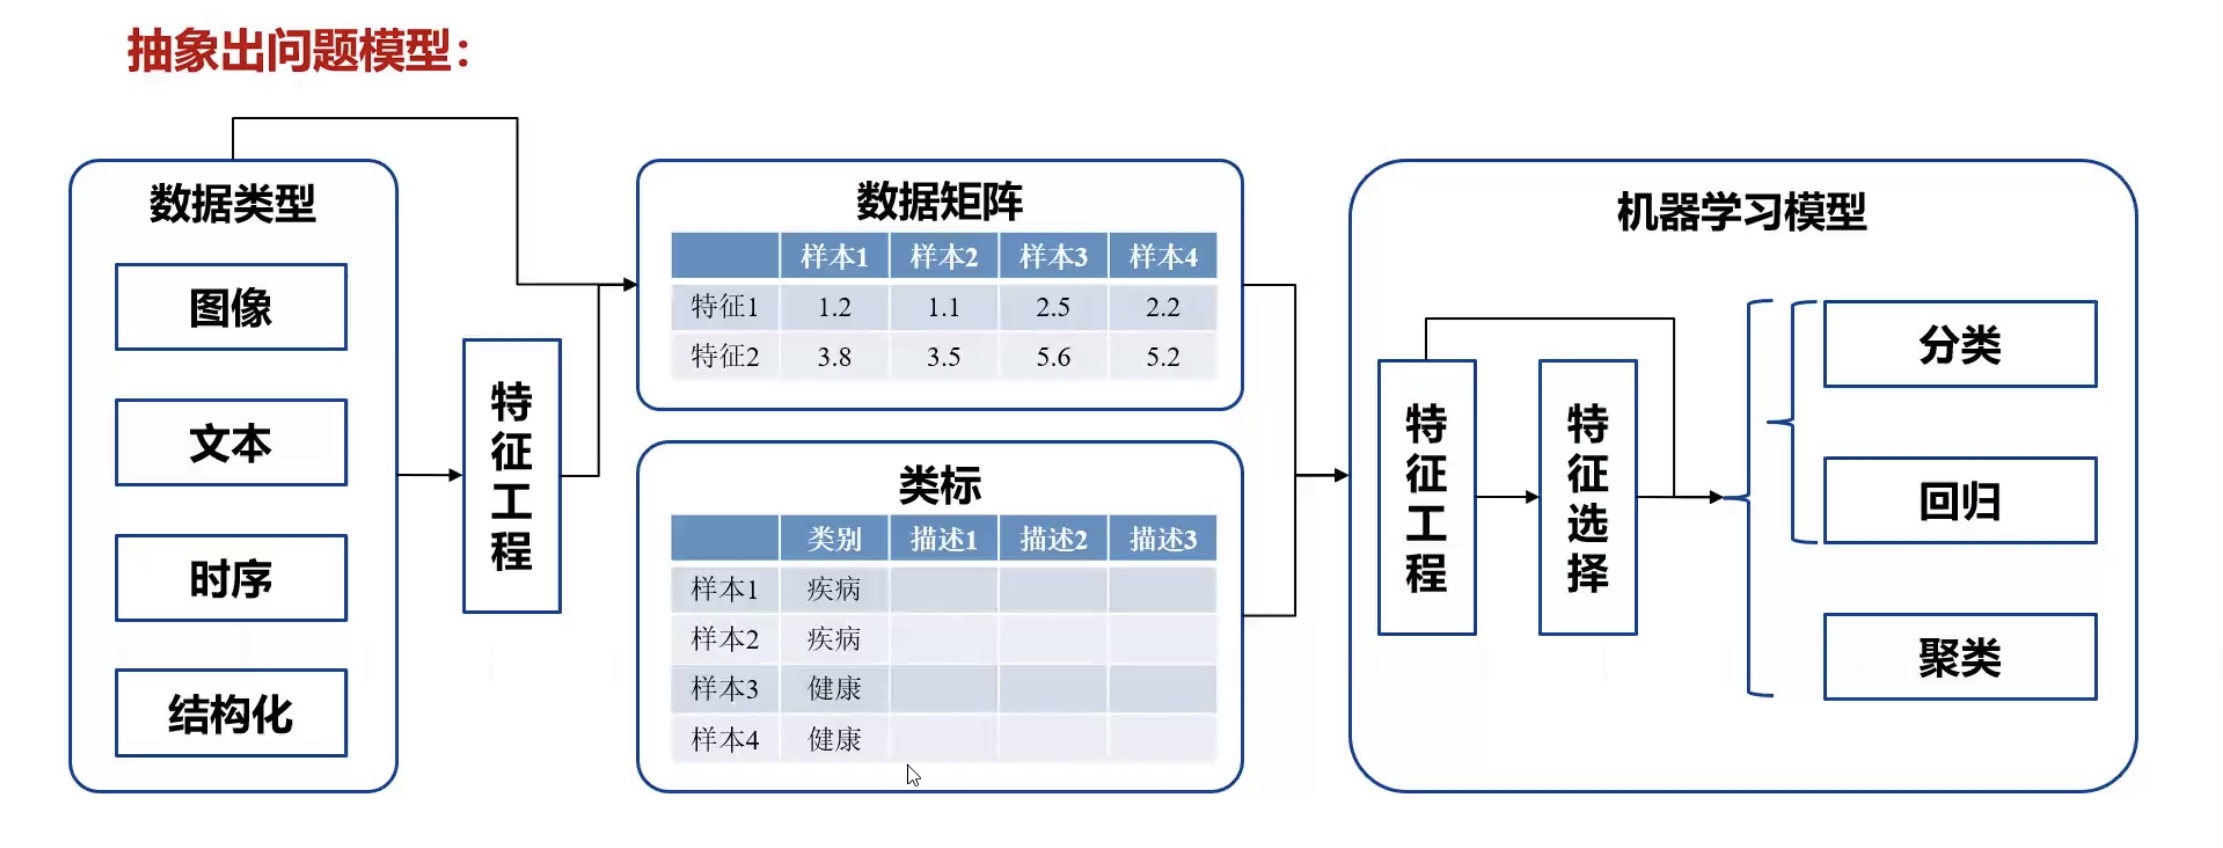 抽象出问题模型：
数据类型
图像
文本
时序
结构化
特征工程
数据矩阵
样本1 样本2 样本3 样本4
特征1 1.2 1.1 2.5 2.2
特征2 3.8 3.5 5.6 5.2
类标
类别 描述1 描述2 描述3
样本1 疾病
样本2 疾病
样本3 健康
样本4 健康
机器学习模型
特征工程
特征选择
分类
回归
聚类